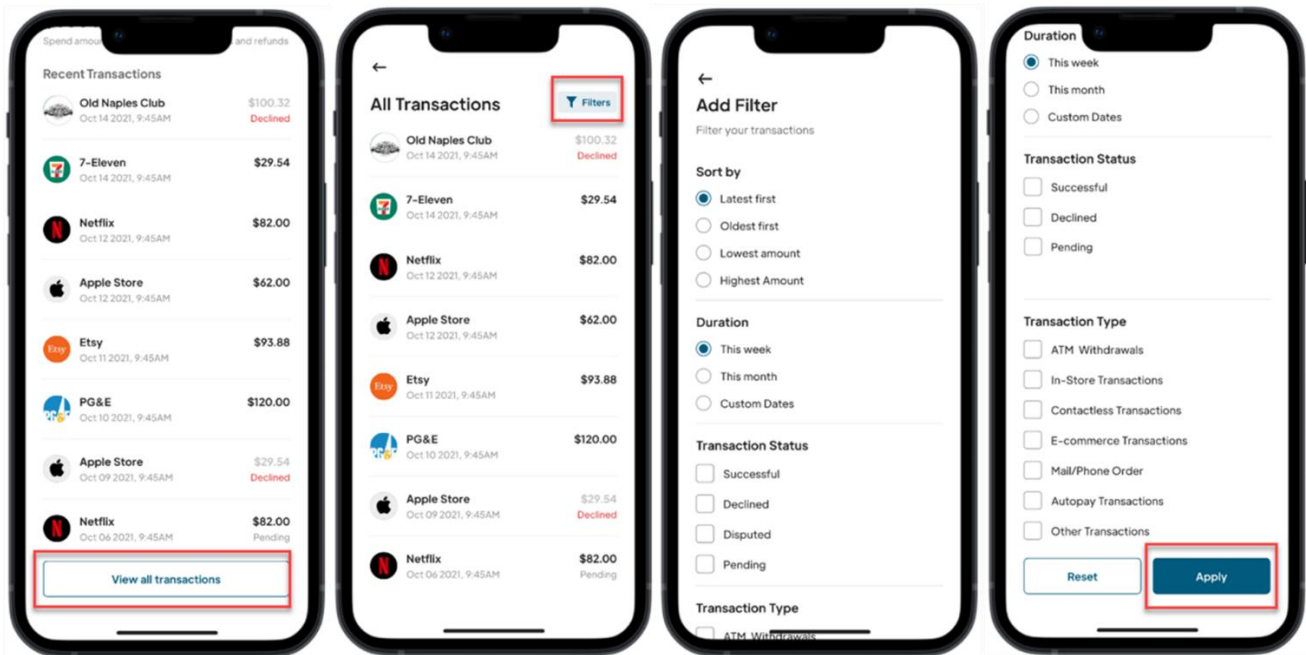 Spend amou
and refunds
Recent Transactions
Old Naples Club $100.32
Oct 14 2021, 9:45AM Declined
7-Eleven $29.54
Oct 14 2021, 9:45AM
Netflix $82.00
Oct 12 2021, 9:45AM
Apple Store $62.00
Oct 12 2021, 9:45AM
Etsy $93.88
Etsy
Oct 11 2021, 9:45AM
PG&E $120.00
PG&E
Oct 10 2021, 9:45AM
Apple Store $29.54
Oct 09 2021, 9:45AM Declined
Netflix $82.00
Oct 06 2021, 9:45AM Pending
View all transactions
All Transactions Filters
Old Naples Club $100.32
Oct 14 2021, 9:45AM Declined
7-Eleven $29.54
Oct 14 2021, 9:45AM
Netflix $82.00
Oct 12 2021, 9:45AM
Apple Store $62.00
Oct 12 2021, 9:45AM
Etsy $93.88
Etsy
Oct 11 2021, 9:45AM
PG&E $120.00
PG&E
Oct 10 2021, 9:45AM
Apple Store $29.54
Oct 09 2021, 9:45AM Declined
Netflix $82.00
Oct 06 2021, 9:45AM Pending
Add Filter
Filter your transactions
Sort by
Latest first
Oldest first
Lowest amount
Highest Amount
Duration
This week
This month
Custom Dates
Transaction Status
Successful
Declined
Disputed
Pending
Transaction Type
ATM Withdrawals
Duration
This week
This month
Custom Dates
Transaction Status
Successful
Declined
Pending
Transaction Type
ATM Withdrawals
In-Store Transactions
Contactless Transactions
E-commerce Transactions
Mail/Phone Order
Autopay Transactions
Other Transactions
Reset Apply